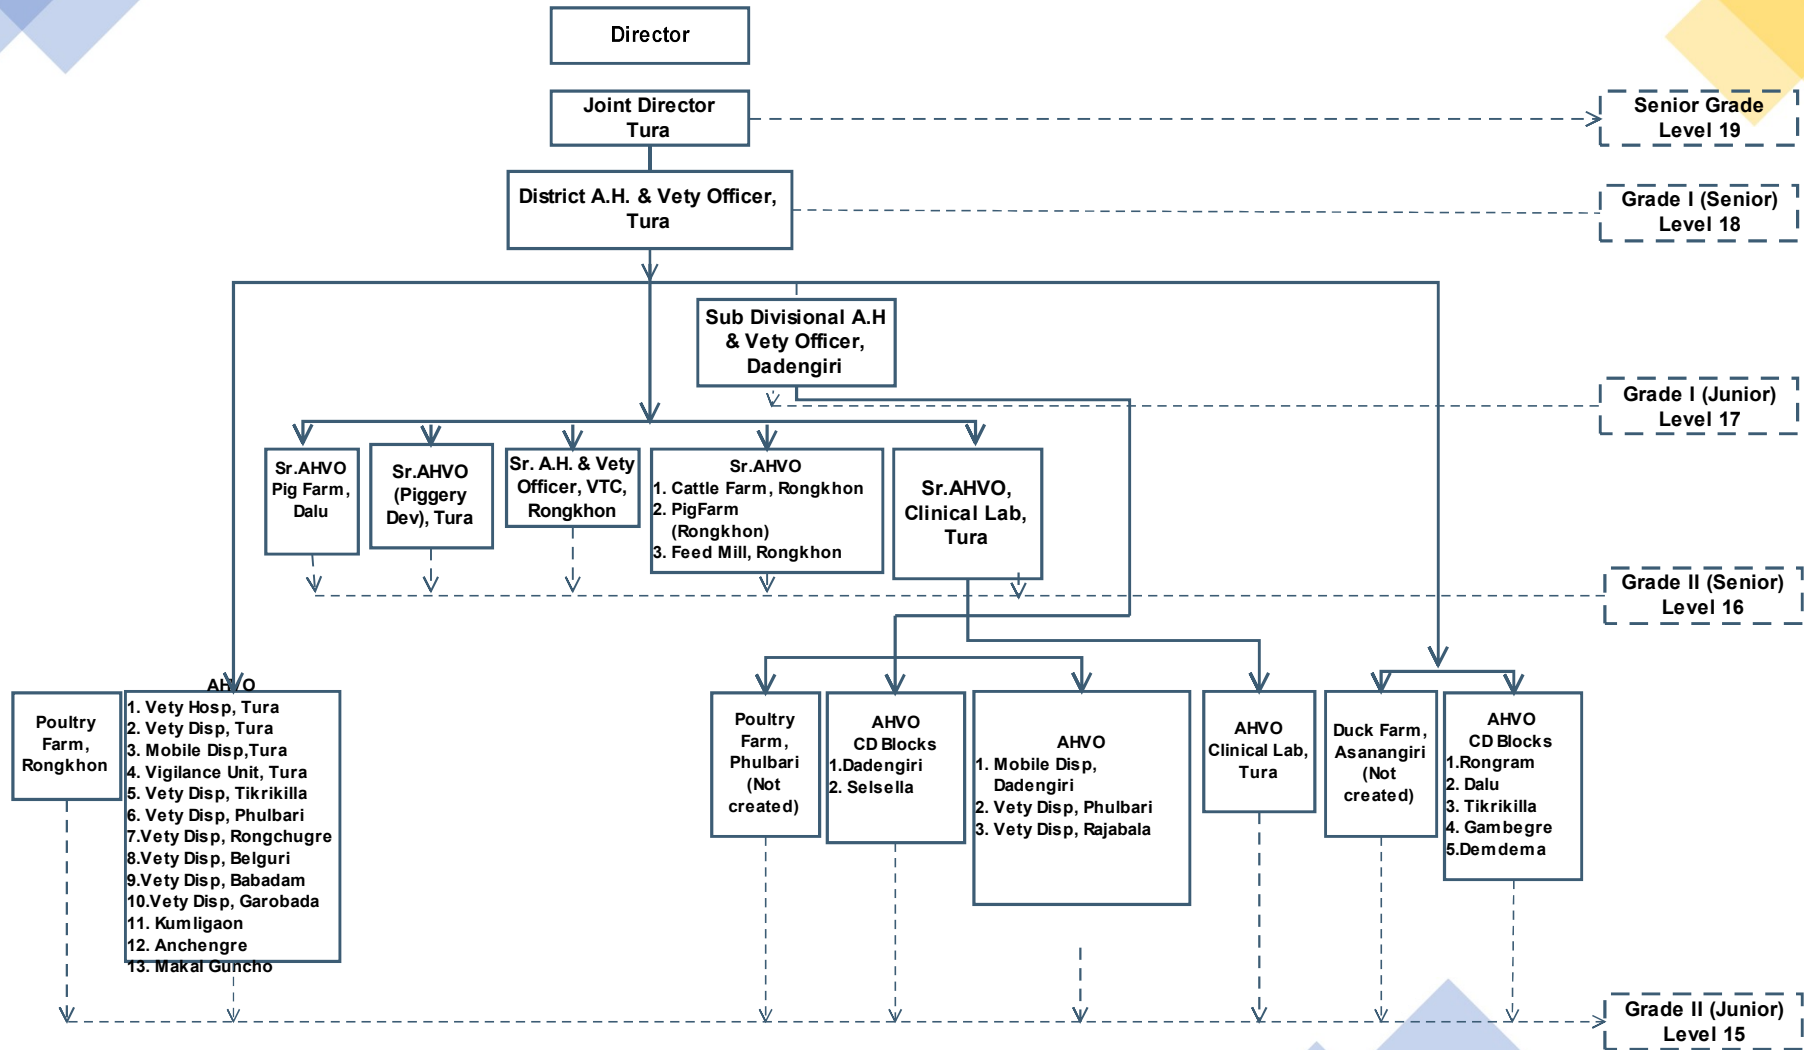 Director
Joint Director
Tura
Senior Grade
Level 19
District A.H. & Vety Officer,
Tura
Grade I (Senior)
Level 18
Sub Divisional A.H
& Vety Officer,
Dadengiri
Grade I (Junior)
Level 17
Sr.AHVO
Pig Farm,
Dalu
Sr.AHVO
(Piggery
Dev), Tura
Sr. A.H. & Vety
Officer, VTC,
Rongkhon
Sr.AHVO
1. Cattle Farm, Rongkhon
2. PigFarm
(Rongkhon)
3. Feed Mill, Rongkhon
Sr.AHVO,
Clinical Lab,
Tura
Grade II (Senior)
Level 16
Poultry
Farm,
Rongkhon
AHVO
1. Vety Hosp, Tura
2. Vety Disp, Tura
3. Mobile Disp,Tura
4. Vigilance Unit, Tura
5. Vety Disp, Tikrikilla
6. Vety Disp, Phulbari
7.Vety Disp, Rongchugre
8.Vety Disp, Belguri
9.Vety Disp, Babadam
10.Vety Disp, Garobada
11. Kumligaon
12. Anchengre
13. Makal Guncho
Poultry
Farm,
Phulbari
(Not
created)
AHVO
CD Blocks
1.Dadengiri
2. Selsella
AHVO
1. Mobile Disp,
Dadengiri
2. Vety Disp, Phulbari
3. Vety Disp, Rajabala
AHVO
Clinical Lab,
Tura
Duck Farm,
Asanangiri
(Not
created)
AHVO
CD Blocks
1.Rongram
2. Dalu
3. Tikrikilla
4. Gambegre
5.Demdema
Grade II (Junior)
Level 15